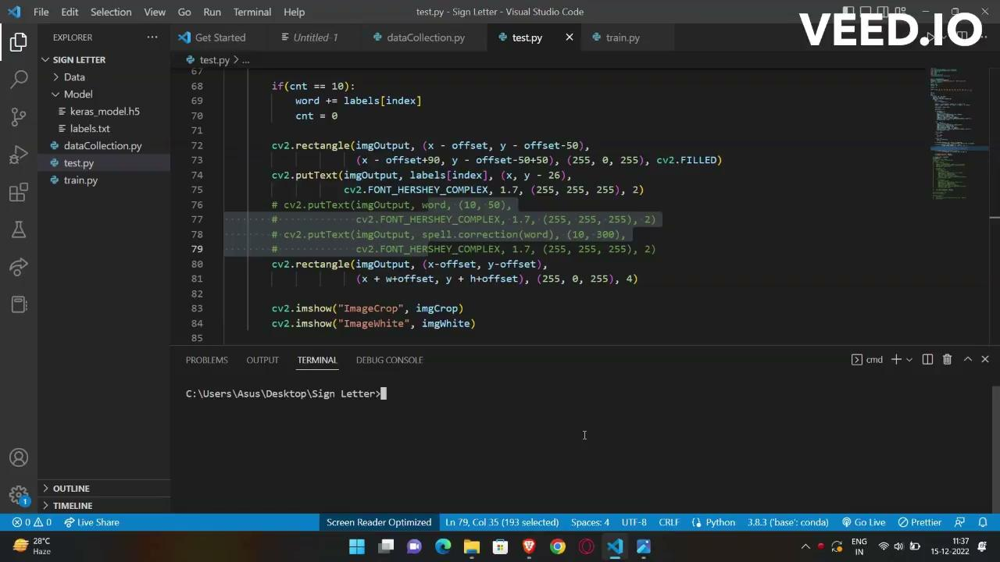 File Edit Selection View Go Run Terminal Help
test.py - Sign Letter - Visual Studio Code
VEED.IO
EXPLORER
Get Started
Untitled-1
dataCollection.py
test.py
train.py
SIGN LETTER
Data
Model
keras_model.h5
labels.txt
dataCollection.py
test.py
train.py
OUTLINE
TIMELINE
test.py > ...
67
68 if(cnt == 10):
69 word += labels[index]
70 cnt = 0
71
72 cv2.rectangle(imgOutput, (x - offset, y - offset-50),
73 (x - offset+90, y - offset-50+50), (255, 0, 255), cv2.FILLED)
74 cv2.putText(imgOutput, labels[index], (x, y - 26),
75 cv2.FONT_HERSHEY_COMPLEX, 1.7, (255, 255, 255), 2)
76 # cv2.putText(imgOutput, word, (10, 50),
77 # cv2.FONT_HERSHEY_COMPLEX, 1.7, (255, 255, 255), 2)
78 # cv2.putText(imgOutput, spell.correction(word), (10, 300),
79 # cv2.FONT_HERSHEY_COMPLEX, 1.7, (255, 255, 255), 2)
80 cv2.rectangle(imgOutput, (x-offset, y-offset),
81 (x + w+offset, y + h+offset), (255, 0, 255), 4)
82
83 cv2.imshow("ImageCrop", imgCrop)
84 cv2.imshow("ImageWhite", imgWhite)
85
PROBLEMS OUTPUT TERMINAL DEBUG CONSOLE
cmd
C:\Users\Asus\Desktop\Sign Letter>
1
0 0 Live Share
Screen Reader Optimized Ln 79, Col 35 (193 selected) Spaces: 4 UTF-8 CRLF Python 3.8.3 ('base': conda) Go Live Prettier
28°C
Haze
ENG
IN
11:37
15-12-2022